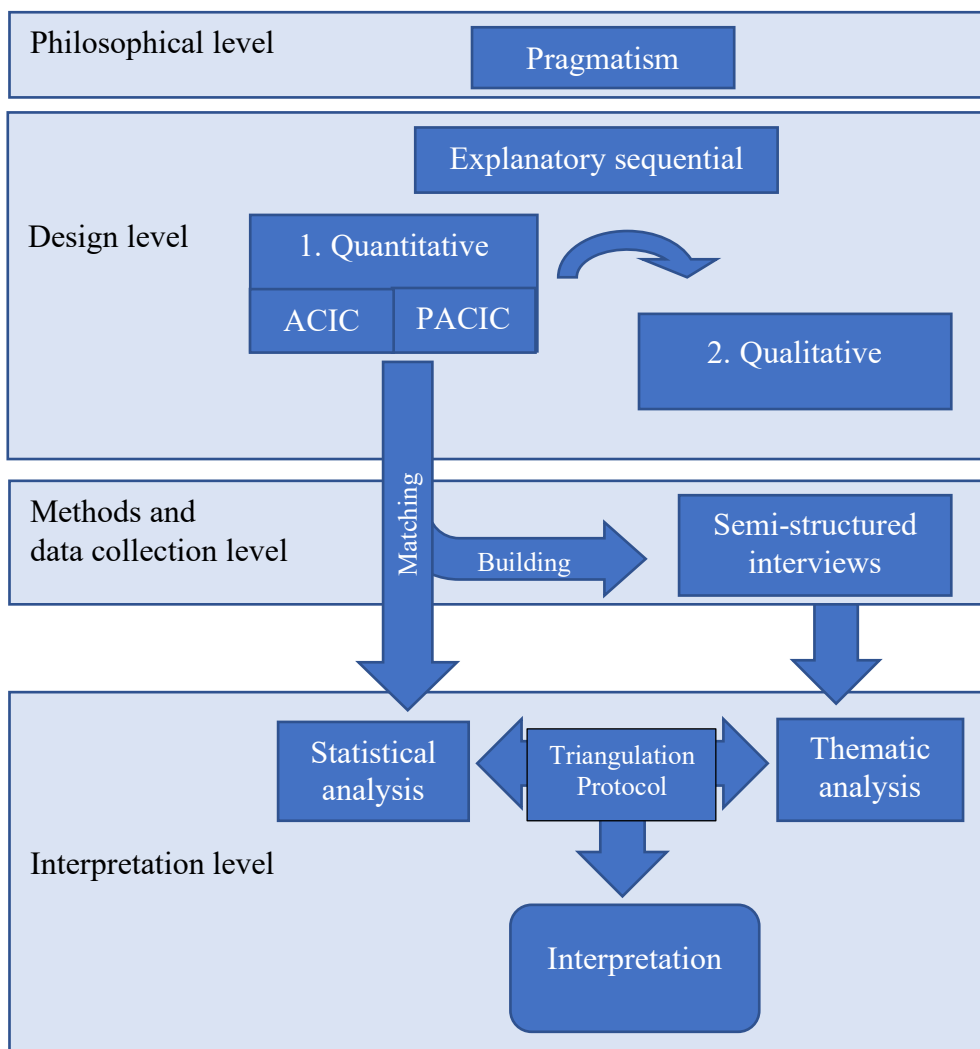 Philosophical level
Pragmatism
Explanatory sequential
Design level
1. Quantitative
ACIC
PACIC
2. Qualitative
Methods and
data collection level
Matching
Building
Semi-structured
interviews
Interpretation level
Statistical
analysis
Triangulation
Protocol
Thematic
analysis
Interpretation